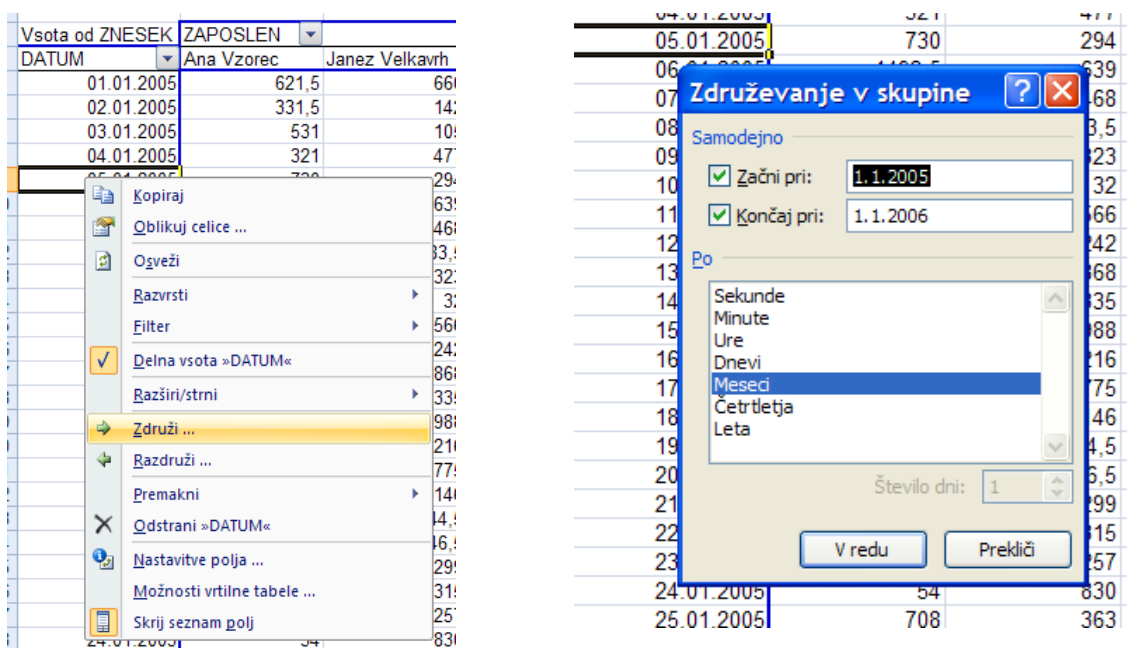 Vsota od ZNESEK ZAPOSLEN
DATUM Ana Vzorec Janez Velkavrh
01.01.2005 621,5
02.01.2005 331,5
03.01.2005 531
04.01.2005 321
Kopiraj
Oblikuj celice ...
Osveži
Razvrsti
Filter
Delna vsota »DATUM«
Razširi/strni
Združi ...
Razdruži ...
Premakni
Odstrani »DATUM«
Nastavitve polja ...
Možnosti vrtilne tabele ...
Skrij seznam polj
05.01.2005 730 294
Združevanje v skupine
Samodejno
Začni pri: 1.1.2005
Končaj pri: 1.1.2006
Po
Sekunde
Minute
Ure
Dnevi
Meseci
Četrtletja
Leta
Število dni: 1
V redu Prekliči
24.01.2005 54 830
25.01.2005 708 363